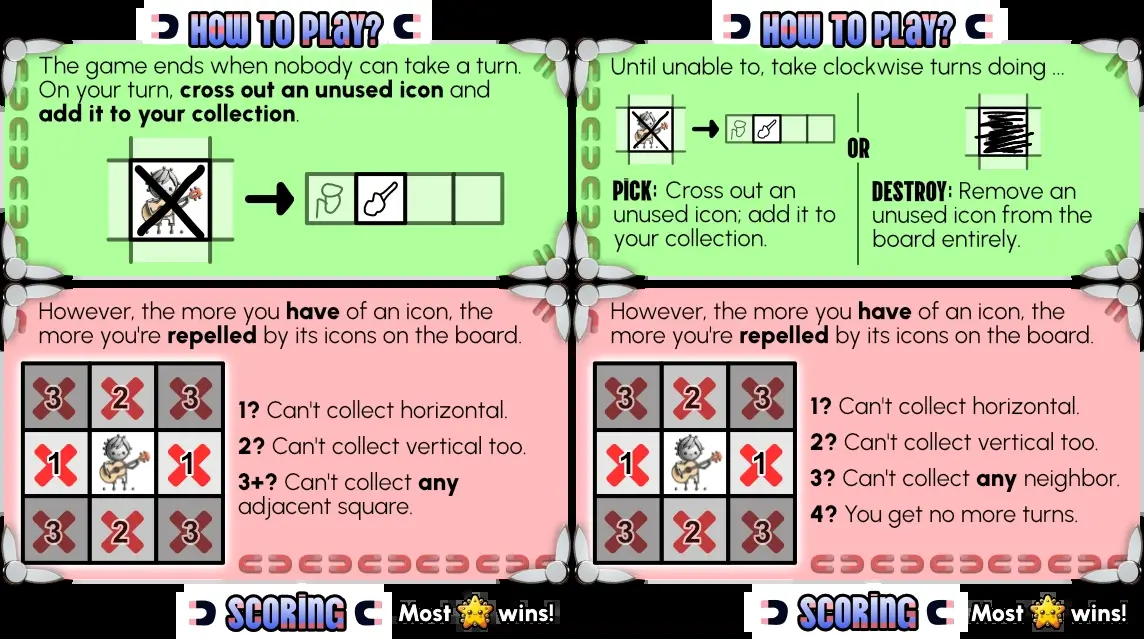 HOW TO PLAY?
The game ends when nobody can take a turn.
On your turn, cross out an unused icon and
add it to your collection.
However, the more you have of an icon, the
more you're repelled by its icons on the board.
3 2 3
1 1
3 2 3
1? Can't collect horizontal.
2? Can't collect vertical too.
3+? Can't collect any
adjacent square.
SCORING Most wins!
HOW TO PLAY?
Until unable to, take clockwise turns doing ...
OR
PICK: Cross out an
unused icon; add it to
your collection.
DESTROY: Remove an
unused icon from the
board entirely.
However, the more you have of an icon, the
more you're repelled by its icons on the board.
3 2 3
1 1
3 2 3
1? Can't collect horizontal.
2? Can't collect vertical too.
3? Can't collect any neighbor.
4? You get no more turns.
SCORING Most wins!